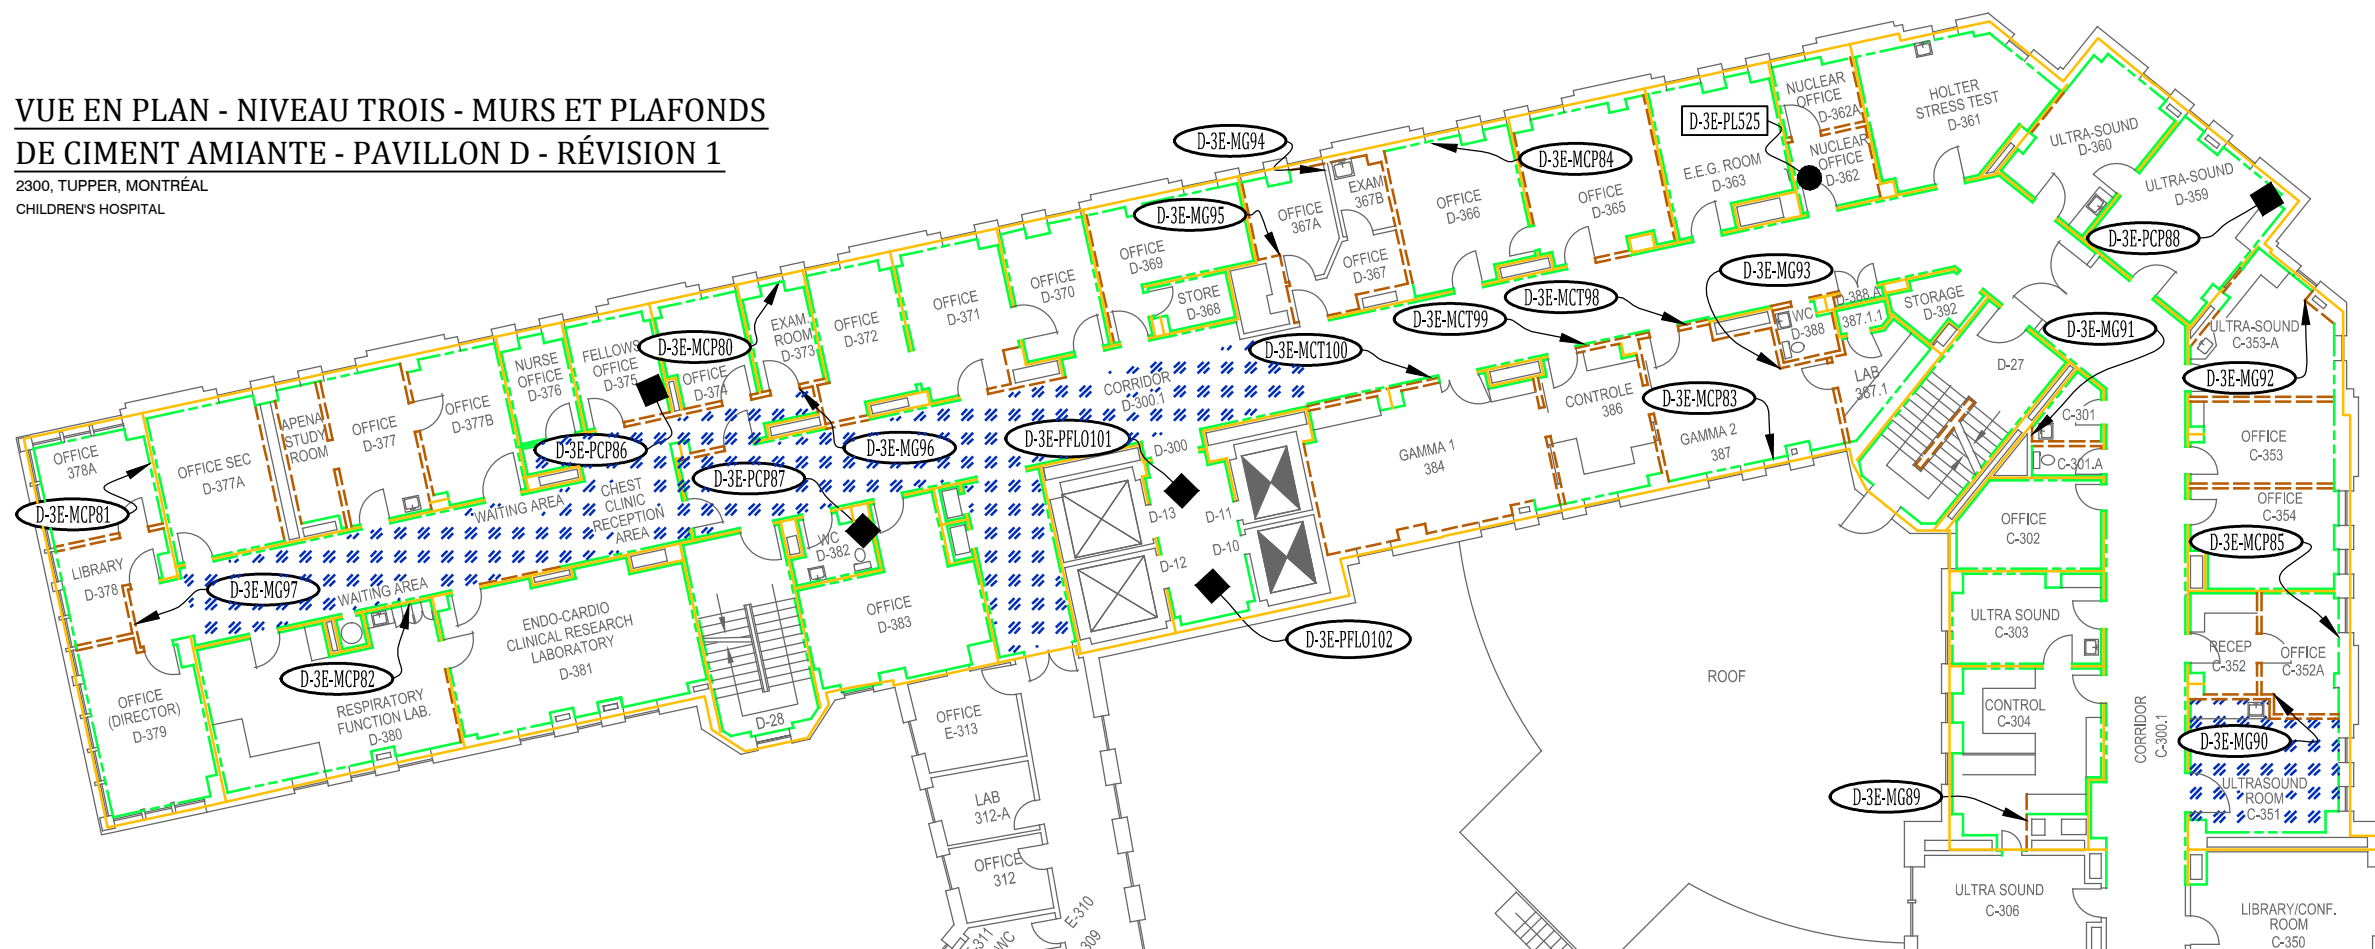 VUE EN PLAN - NIVEAU TROIS - MURS ET PLAFONDS
DE CIMENT AMIANTE - PAVILLON D - RÉVISION 1
2300, TUPPER, MONTRÉAL
CHILDREN'S HOSPITAL
D-3E-MG94
D-3E-MCP84
D-3E-PL525
NUCLEAR
OFFICE
D-362A
NUCLEAR
OFFICE
D-362
HOLTER
STRESS TEST
D-361
ULTRA-SOUND
D-360
ULTRA-SOUND
D-359
D-3E-PCP88
E.E.G. ROOM
D-363
OFFICE
D-365
OFFICE
D-366
EXAM
367B
OFFICE
367A
OFFICE
D-367
D-3E-MG95
OFFICE
D-369
STORE
D-368
OFFICE
D-370
OFFICE
D-371
OFFICE
D-372
EXAM.
ROOM
D-373
D-3E-MCP80
OFFICE
D-374
FELLOWS
OFFICE
D-375
NURSE
OFFICE
D-376
OFFICE
D-377B
OFFICE
D-377
APENA
STUDY
ROOM
OFFICE SEC
D-377A
OFFICE
378A
D-3E-MCP81
LIBRARY
D-378
D-3E-MG97
OFFICE
(DIRECTOR)
D-379
D-3E-MCP82
RESPIRATORY
FUNCTION LAB.
D-380
WAITING AREA
WAITING AREA
CHEST
CLINIC
RECEPTION
AREA
D-3E-PCP86
D-3E-PCP87
D-3E-MG96
ENDO-CARDIO
CLINICAL RESEARCH
LABORATORY
D-381
WC
D-382
OFFICE
D-383
D-28
CORRIDOR
D-300.1
D-300
D-3E-PFLO101
D-3E-PFLO102
D-13
D-12
D-11
D-10
D-3E-MCT100
D-3E-MCT99
D-3E-MCT98
D-3E-MG93
D-3E-MCP83
GAMMA 1
384
CONTROLE
386
GAMMA 2
387
WC
D-388
D-388.A
387.1.1
LAB
387.1
STORAGE
D-392
D-27
D-3E-MG91
D-3E-MG92
ULTRA-SOUND
C-353-A
C-301
C-301.A
OFFICE
C-302
ULTRA SOUND
C-303
CONTROL
C-304
D-3E-MG89
ULTRA SOUND
C-306
CORRIDOR
C-300.1
OFFICE
C-353
OFFICE
C-354
D-3E-MCP85
RECEP
C-352
OFFICE
C-352A
D-3E-MG90
ULTRASOUND
ROOM
C-351
LIBRARY/CONF.
ROOM
C-350
ROOF
OFFICE
E-313
LAB
312-A
OFFICE
312
E-311
WC
E-310
309